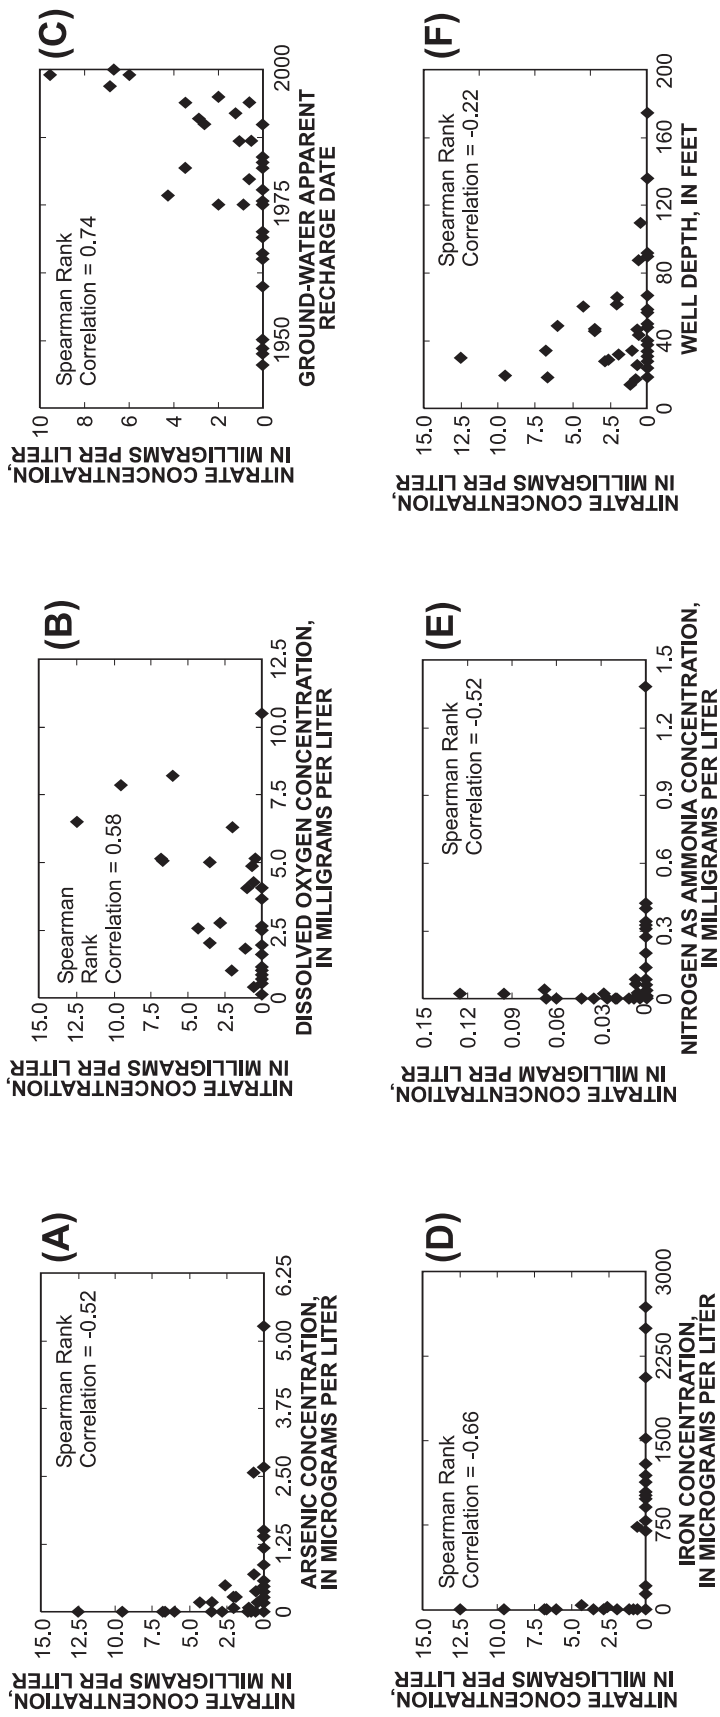 (A)
NITRATE CONCENTRATION,
IN MILLIGRAMS PER LITER
15.0
12.5
10.0
7.5
5.0
2.5
0
Spearman Rank
Correlation = -0.52
0 1.25 2.50 3.75 5.00 6.25
ARSENIC CONCENTRATION,
IN MICROGRAMS PER LITER
(B)
NITRATE CONCENTRATION,
IN MILLIGRAMS PER LITER
15.0
12.5
10.0
7.5
5.0
2.5
0
Spearman
Rank
Correlation = 0.58
0 2.5 5.0 7.5 10.0 12.5
DISSOLVED OXYGEN CONCENTRATION,
IN MILLIGRAMS PER LITER
(C)
NITRATE CONCENTRATION,
IN MILLIGRAMS PER LITER
10
8
6
4
2
0
Spearman Rank
Correlation = 0.74
1950 1975 2000
GROUND-WATER APPARENT
RECHARGE DATE
(D)
NITRATE CONCENTRATION,
IN MILLIGRAMS PER LITER
15.0
12.5
10.0
7.5
5.0
2.5
0
Spearman Rank
Correlation = -0.66
0 750 1500 2250 3000
IRON CONCENTRATION,
IN MICROGRAMS PER LITER
(E)
NITRATE CONCENTRATION,
IN MILLIGRAM PER LITER
0.15
0.12
0.09
0.06
0.03
0
Spearman Rank
Correlation = -0.52
0 0.3 0.6 0.9 1.2 1.5
NITROGEN AS AMMONIA CONCENTRATION,
IN MILLIGRAMS PER LITER
(F)
NITRATE CONCENTRATION,
IN MILLIGRAMS PER LITER
15.0
12.5
10.0
7.5
5.0
2.5
0
Spearman Rank
Correlation = -0.22
0 40 80 120 160 200
WELL DEPTH, IN FEET